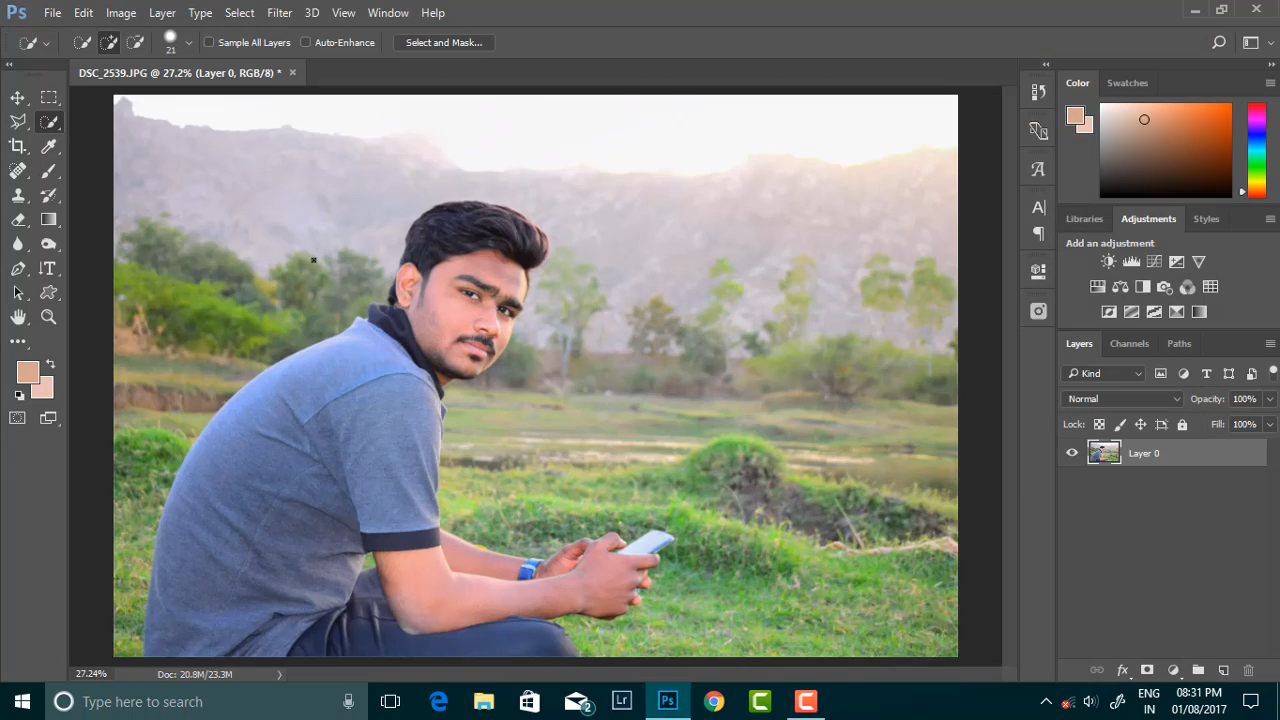 Ps File Edit Image Layer Type Select Filter 3D View Window Help
21 Sample All Layers Auto-Enhance Select and Mask...
DSC_2539.JPG @ 27.2% (Layer 0, RGB/8) * ×
Color Swatches
Libraries Adjustments Styles
Add an adjustment
Layers Channels Paths
Kind
Normal Opacity: 100%
Lock: Fill: 100%
Layer 0
27.24% Doc: 20.8M/23.3M
Type here to search
2
Lr
Ps
ENG
IN
08:31 PM
01/08/2017